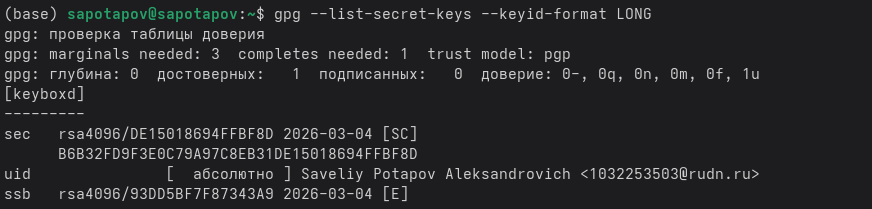 (base) sapotapov@sapotapov:~$ gpg --list-secret-keys --keyid-format LONG
gpg: проверка таблицы доверия
gpg: marginals needed: 3  completes needed: 1  trust model: pgp
gpg: глубина: 0  достоверных:   1  подписанных:   0  доверие: 0-, 0q, 0n, 0m, 0f, 1u
[keyboxd]
---------
sec   rsa4096/DE15018694FFBF8D 2026-03-04 [SC]
      B6B32FD9F3E0C79A97C8EB31DE15018694FFBF8D
uid                 [  абсолютно ] Saveliy Potapov Aleksandrovich <1032253503@rudn.ru>
ssb   rsa4096/93DD5BF7F87343A9 2026-03-04 [E]